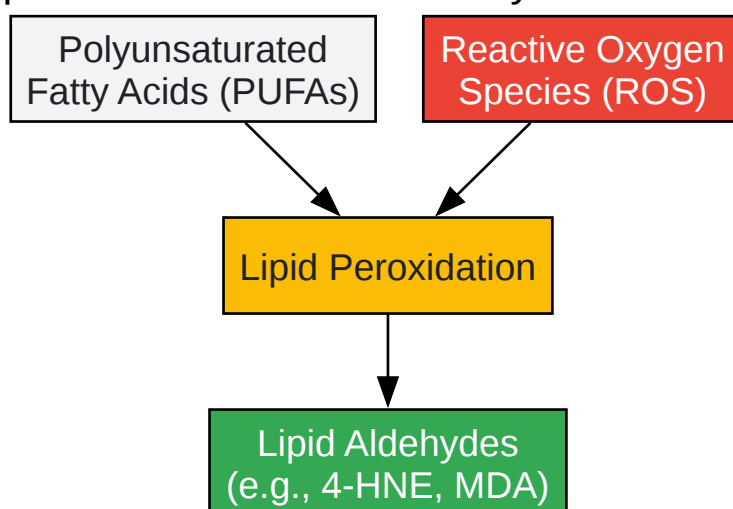 Polyunsaturated
Fatty Acids (PUFAs)
Reactive Oxygen
Species (ROS)
Lipid Peroxidation
Lipid Aldehydes
(e.g., 4-HNE, MDA)